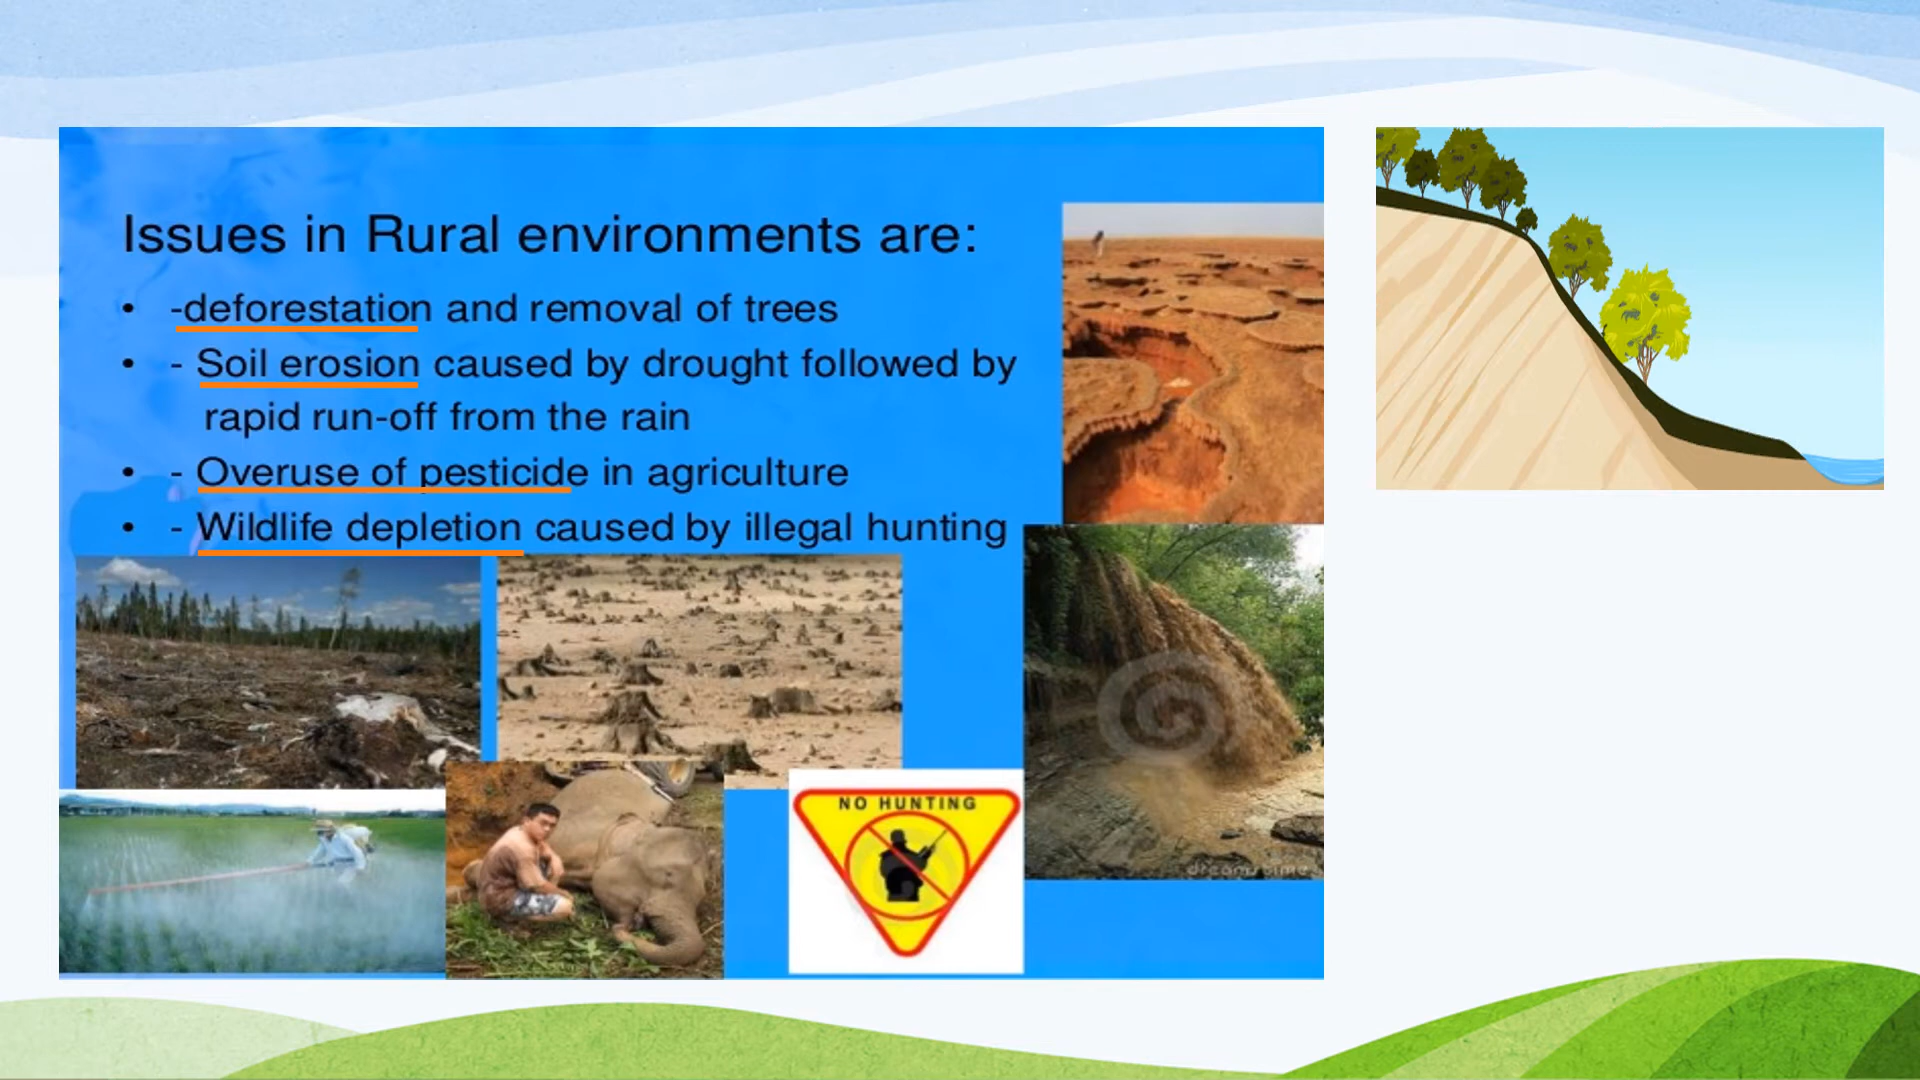 Issues in Rural environments are:
• -deforestation and removal of trees
• - Soil erosion caused by drought followed by
rapid run-off from the rain
• - Overuse of pesticide in agriculture
• - Wildlife depletion caused by illegal hunting
NO HUNTING
dreamstime